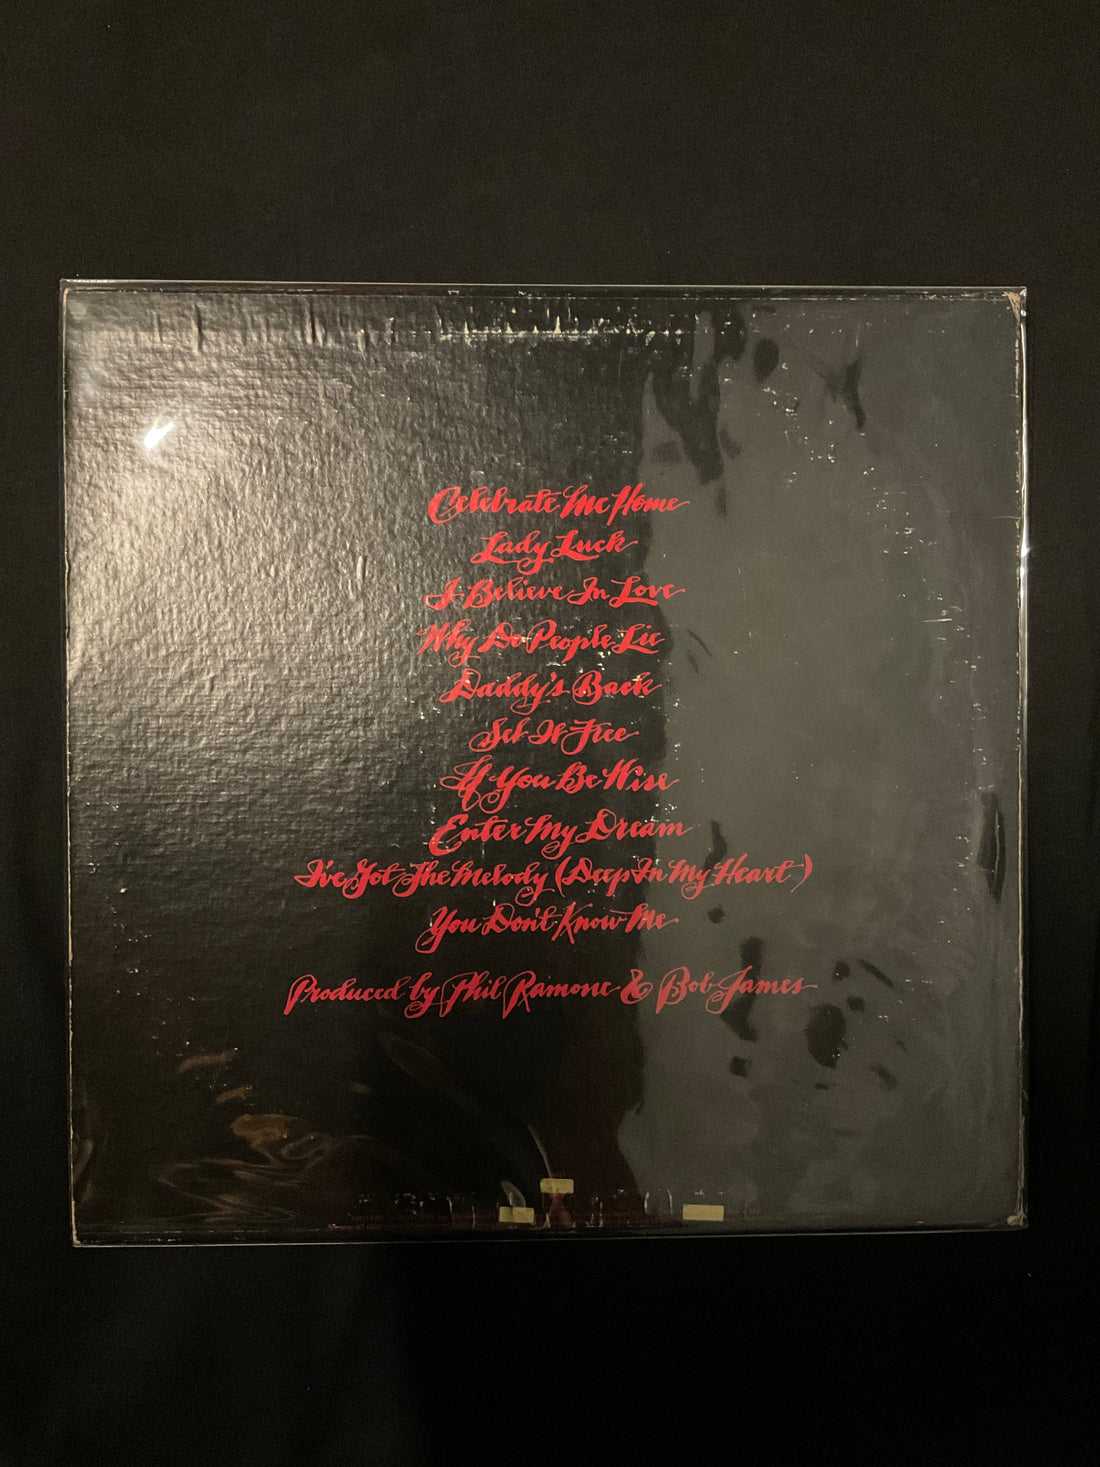 Celebrate Me Home
Lady Luck
I Believe In Love
Why Do People Lie
Daddy's Back
Set It Free
If You Be Wise
Enter My Dream
I've Got The Melody (Deep In My Heart)
You Don't Know Me
Produced by Phil Ramone & Bob James